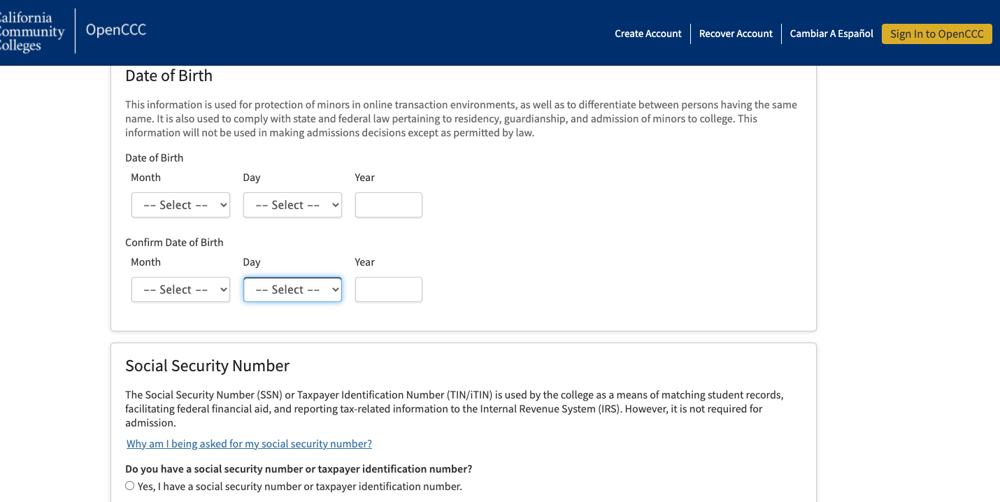 alifornia
ommunity
olleges
OpenCCC
Create Account
Recover Account
Cambiar A Español
Sign In to OpenCCC
Date of Birth
This information is used for protection of minors in online transaction environments, as well as to differentiate between persons having the same
name. It is also used to comply with state and federal law pertaining to residency, guardianship, and admission of minors to college. This
information will not be used in making admissions decisions except as permitted by law.
Date of Birth
Month Day Year
-- Select -- -- Select --
Confirm Date of Birth
Month Day Year
-- Select -- -- Select --
Social Security Number
The Social Security Number (SSN) or Taxpayer Identification Number (TIN/iTIN) is used by the college as a means of matching student records,
facilitating federal financial aid, and reporting tax-related information to the Internal Revenue System (IRS). However, it is not required for
admission.
Why am I being asked for my social security number?
Do you have a social security number or taxpayer identification number?
Yes, I have a social security number or taxpayer identification number.